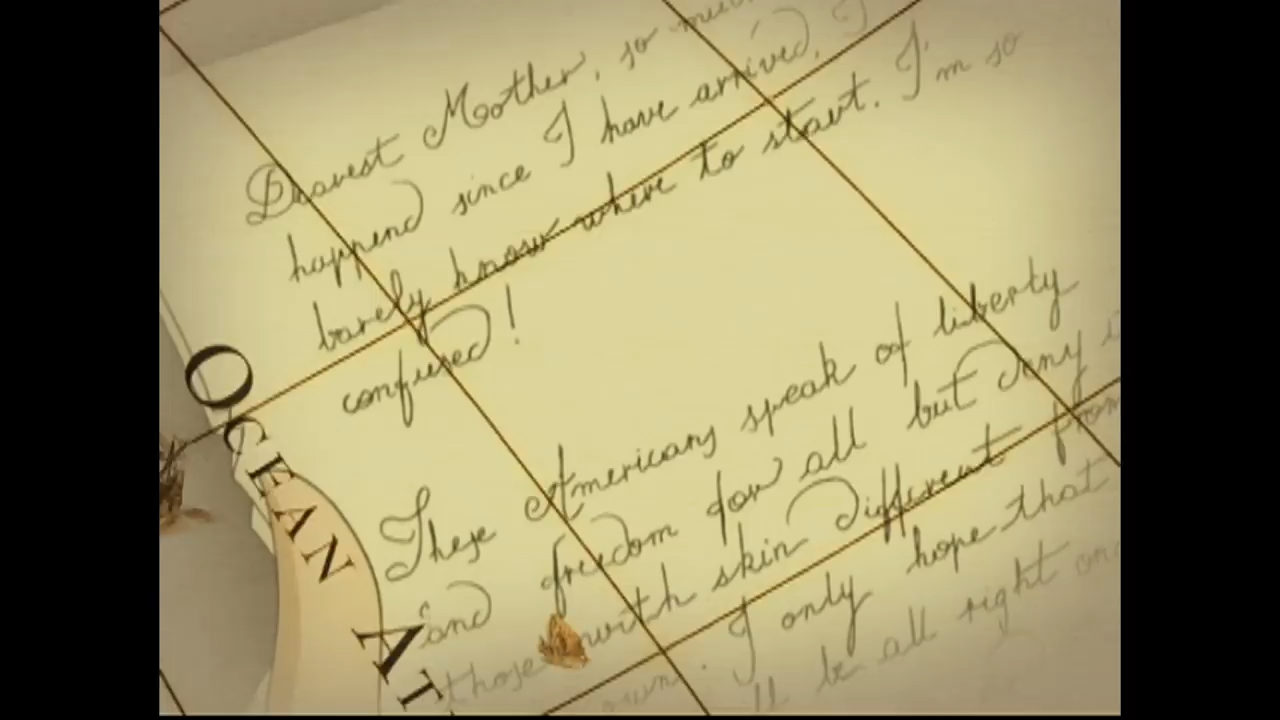 Dearest Mother, so
happend since I have arrived. I
barely know where to start. I'm so
confused!
These Americans speak of liberty
and freedom for all but deny
those with skin different from
own. I only hope that
be all right
OCEAN AT